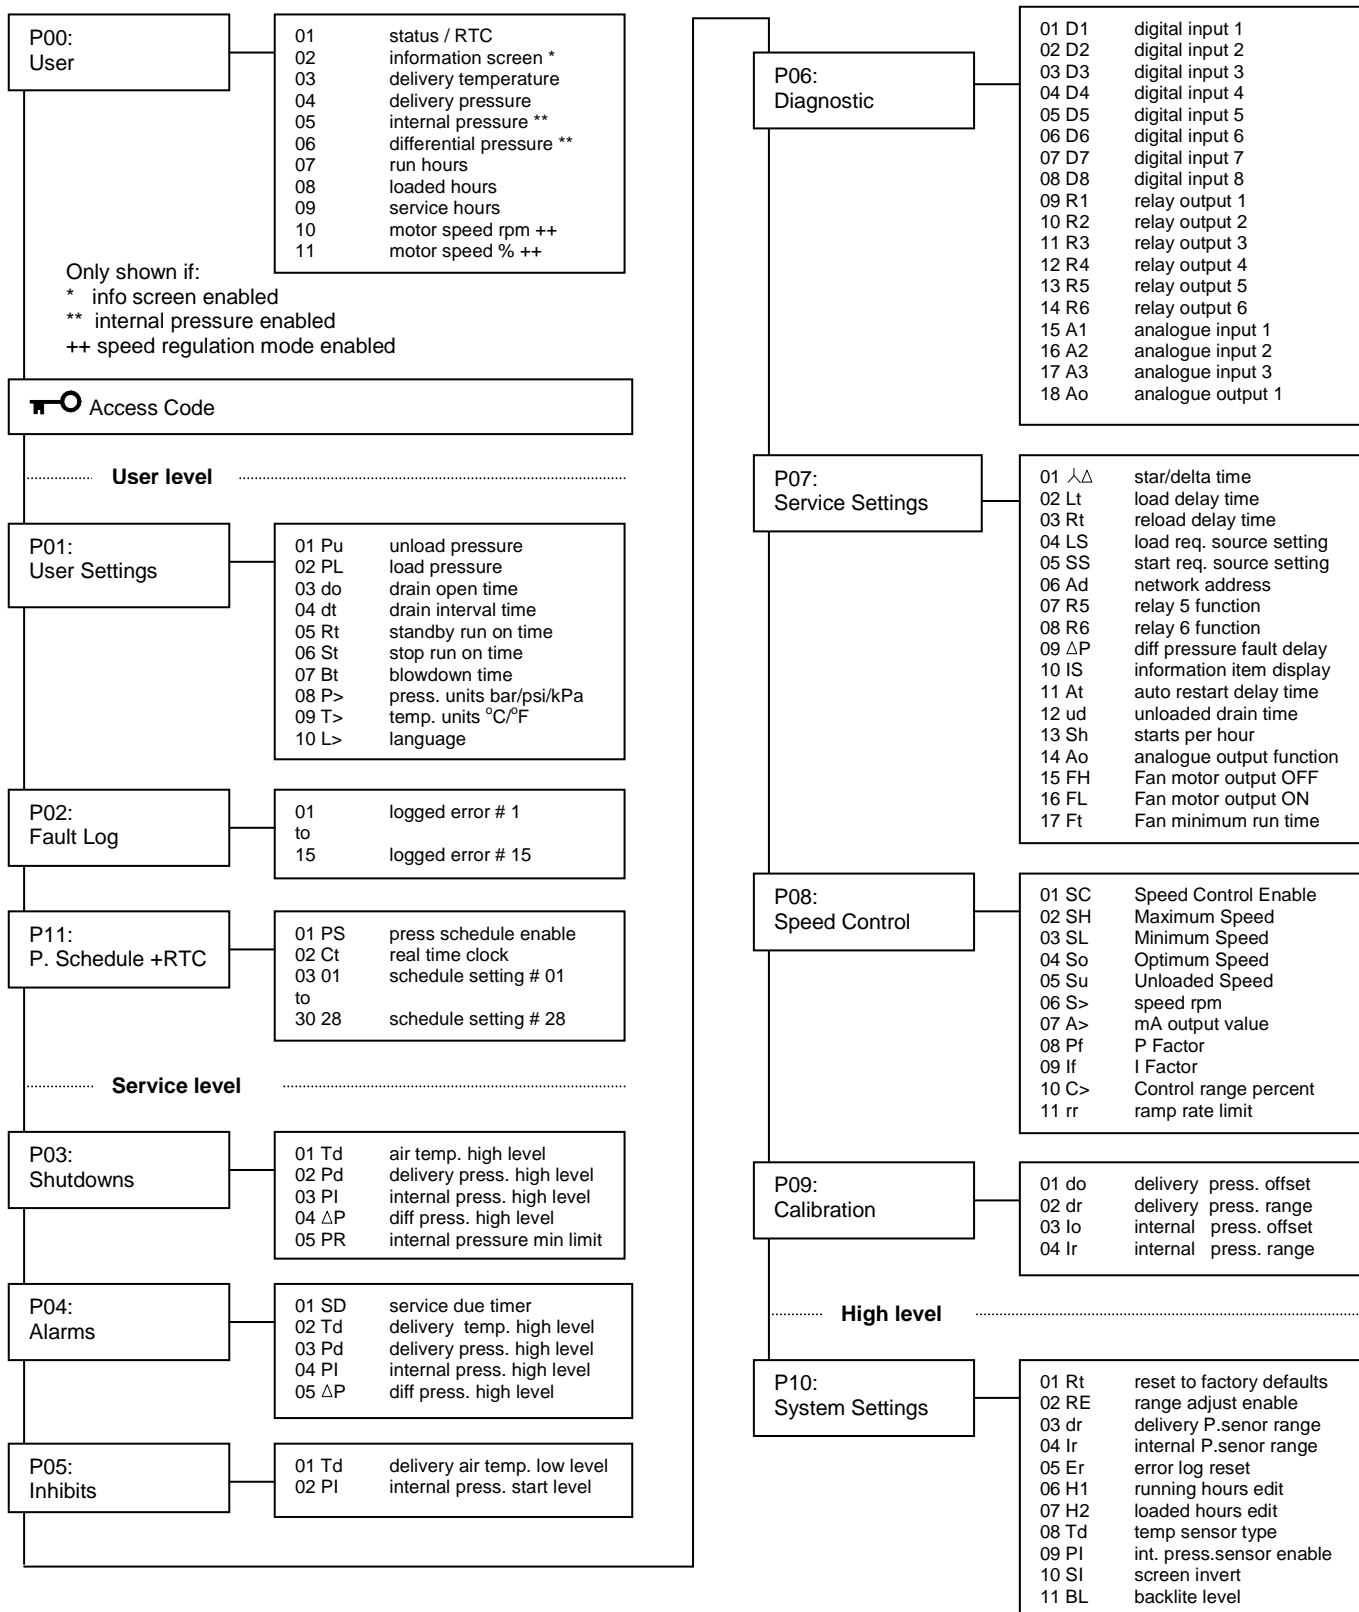 P00:
User
01 status / RTC
02 information screen *
03 delivery temperature
04 delivery pressure
05 internal pressure **
06 differential pressure **
07 run hours
08 loaded hours
09 service hours
10 motor speed rpm ++
11 motor speed % ++
Only shown if:
* info screen enabled
** internal pressure enabled
++ speed regulation mode enabled
Access Code
User level
P01:
User Settings
01 Pu unload pressure
02 PL load pressure
03 do drain open time
04 dt drain interval time
05 Rt standby run on time
06 St stop run on time
07 Bt blowdown time
08 P> press. units bar/psi/kPa
09 T> temp. units °C/°F
10 L> language
P02:
Fault Log
01 logged error # 1
to
15 logged error # 15
P11:
P. Schedule +RTC
01 PS press schedule enable
02 Ct real time clock
03 01 schedule setting # 01
to
30 28 schedule setting # 28
Service level
P03:
Shutdowns
01 Td air temp. high level
02 Pd delivery press. high level
03 PI internal press. high level
04 ΔP diff press. high level
05 PR internal pressure min limit
P04:
Alarms
01 SD service due timer
02 Td delivery temp. high level
03 Pd delivery press. high level
04 PI internal press. high level
05 ΔP diff press. high level
P05:
Inhibits
01 Td delivery air temp. low level
02 PI internal press. start level
P06:
Diagnostic
01 D1 digital input 1
02 D2 digital input 2
03 D3 digital input 3
04 D4 digital input 4
05 D5 digital input 5
06 D6 digital input 6
07 D7 digital input 7
08 D8 digital input 8
09 R1 relay output 1
10 R2 relay output 2
11 R3 relay output 3
12 R4 relay output 4
13 R5 relay output 5
14 R6 relay output 6
15 A1 analogue input 1
16 A2 analogue input 2
17 A3 analogue input 3
18 Ao analogue output 1
P07:
Service Settings
01 ⅄Δ star/delta time
02 Lt load delay time
03 Rt reload delay time
04 LS load req. source setting
05 SS start req. source setting
06 Ad network address
07 R5 relay 5 function
08 R6 relay 6 function
09 ΔP diff pressure fault delay
10 IS information item display
11 At auto restart delay time
12 ud unloaded drain time
13 Sh starts per hour
14 Ao analogue output function
15 FH Fan motor output OFF
16 FL Fan motor output ON
17 Ft Fan minimum run time
P08:
Speed Control
01 SC Speed Control Enable
02 SH Maximum Speed
03 SL Minimum Speed
04 So Optimum Speed
05 Su Unloaded Speed
06 S> speed rpm
07 A> mA output value
08 Pf P Factor
09 If I Factor
10 C> Control range percent
11 rr ramp rate limit
P09:
Calibration
01 do delivery press. offset
02 dr delivery press. range
03 Io internal press. offset
04 Ir internal press. range
High level
P10:
System Settings
01 Rt reset to factory defaults
02 RE range adjust enable
03 dr delivery P.senor range
04 Ir internal P.senor range
05 Er error log reset
06 H1 running hours edit
07 H2 loaded hours edit
08 Td temp sensor type
09 PI int. press.sensor enable
10 SI screen invert
11 BL backlite level